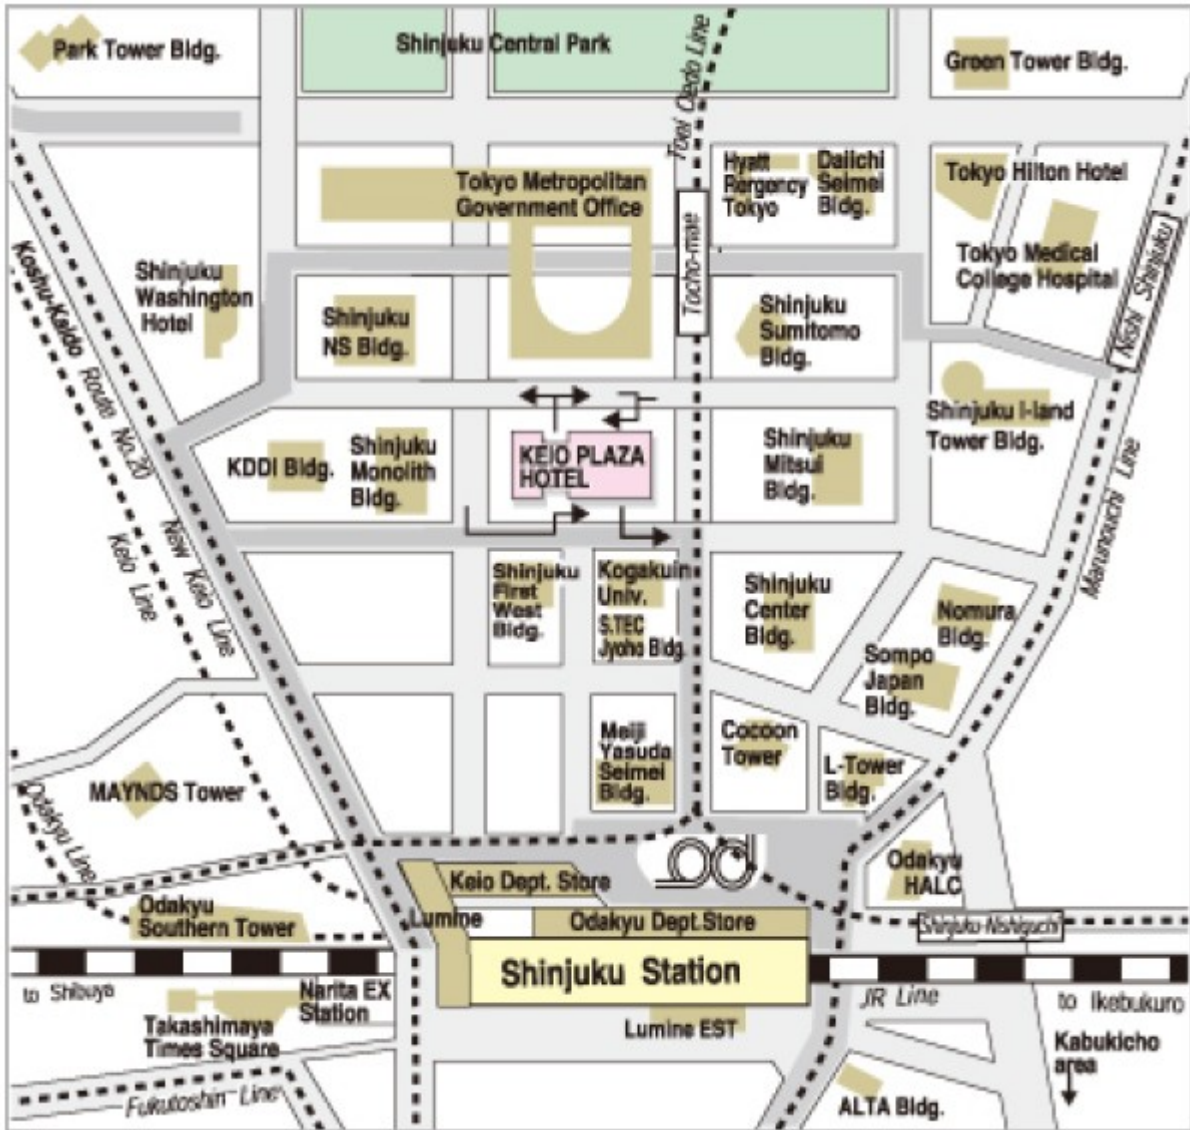 Park Tower Bldg.
Shinjuku Central Park
Green Tower Bldg.
Toei Oedo Line
Hyatt
Rergency
Tokyo
Daiichi
Seimei
Bldg.
Tokyo Hilton Hotel
Tokyo Metropolitan
Government Office
Tocho-mae
Tokyo Medical
College Hospital
Nishi Shinjuku
Shinjuku
Washington
Hotel
Koshu-Kaido Route No.20
Shinjuku
NS Bldg.
Shinjuku
Sumitomo
Bldg.
Shinjuku I-land
Tower Bldg.
KDDI Bldg.
Shinjuku
Monolith
Bldg.
KEIO PLAZA
HOTEL
Shinjuku
Mitsui
Bldg.
Marunouchi Line
New Keio Line
Keio Line
Shinjuku
First
West
Bldg.
Kogakuin
Univ.
S.TEC
Jyoho Bldg.
Shinjuku
Center
Bldg.
Nomura
Bldg.
Sompo
Japan
Bldg.
Meiji
Yasuda
Seimei
Bldg.
Cocoon
Tower
L-Tower
Bldg.
MAYNDS Tower
Odakyu Line
Odakyu
HALC
Keio Dept. Store
Lumine
Odakyu Dept.Store
Odakyu
Southern Tower
Shinjuku-Nishiguchi
Shinjuku Station
to Shibuya
Narita EX
Station
JR Line
to Ikebukuro
Takashimaya
Times Square
Lumine EST
Kabukicho
area
Fukutoshin Line
ALTA Bldg.